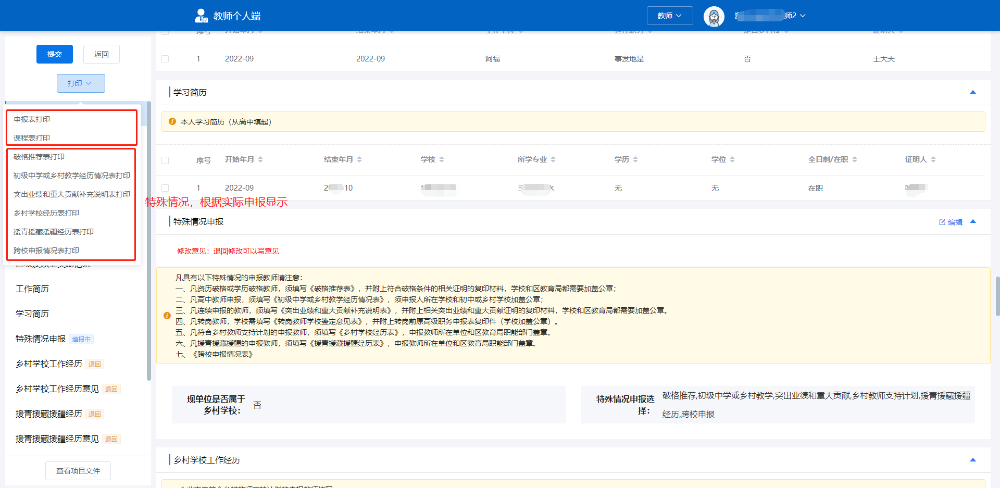 教师个人端
教师
师2
提交
返回
打印
申报表打印
课程表打印
破格推荐表打印
初级中学或乡村教学经历情况表打印
突出业绩和重大贡献补充说明表打印
乡村学校经历表打印
援青援藏援疆经历表打印
跨校申报情况表打印
特殊情况，根据实际申报显示
工作简历
学习简历
特殊情况申报 填报中
乡村学校工作经历 退回
乡村学校工作经历意见 退回
援青援藏援疆经历 退回
援青援藏援疆经历意见 退回
查看项目文件
序号 开始年月 结束年月 工作单位 担任职务 是否乡村校 证明人
1 2022-09 2022-09 阿福 事发地是 否 士大夫
学习简历
本人学习简历（从高中填起）
序号 开始年月 结束年月 学校 所学专业 学历 学位 全日制/在职 证明人
1 2022-09 20 10 无 无 在职
特殊情况申报
编辑
修改意见：退回修改可以写意见
凡具有以下特殊情况的申报教师请注意：
一、凡资历破格或学历破格教师，须填写《破格推荐表》，并附上符合破格条件的相关证明的复印材料，学校和区教育局都需要加盖公章；
二、凡高中教师申报，须填写《初级中学或乡村教学经历情况表》，须申报人所在学校和初中或乡村学校加盖公章；
三、凡连续申报的教师，须填写《突出业绩和重大贡献补充说明表》，并附上相关突出业绩和重大贡献证明的复印材料，学校和区教育局都需要加盖公章。
四、凡转岗教师，学校需填写《转岗教师学校鉴定意见表》，并附上转岗前原高级职务申报表复印件（学校加盖公章）。
五、凡符合乡村教师支持计划的申报教师，须填写《乡村学校经历表》，申报教师所在单位和区教育局职能部门盖章。
六、凡援青援藏援疆的申报教师，须填写《援青援藏援疆经历表》，申报教师所在单位和区教育局职能部门盖章。
七、《跨校申报情况表》
现单位是否属于
乡村学校：
否
特殊情况申报选
择：
破格推荐,初级中学或乡村教学,突出业绩和重大贡献,乡村教师支持计划,援青援藏援疆
经历,跨校申报
乡村学校工作经历